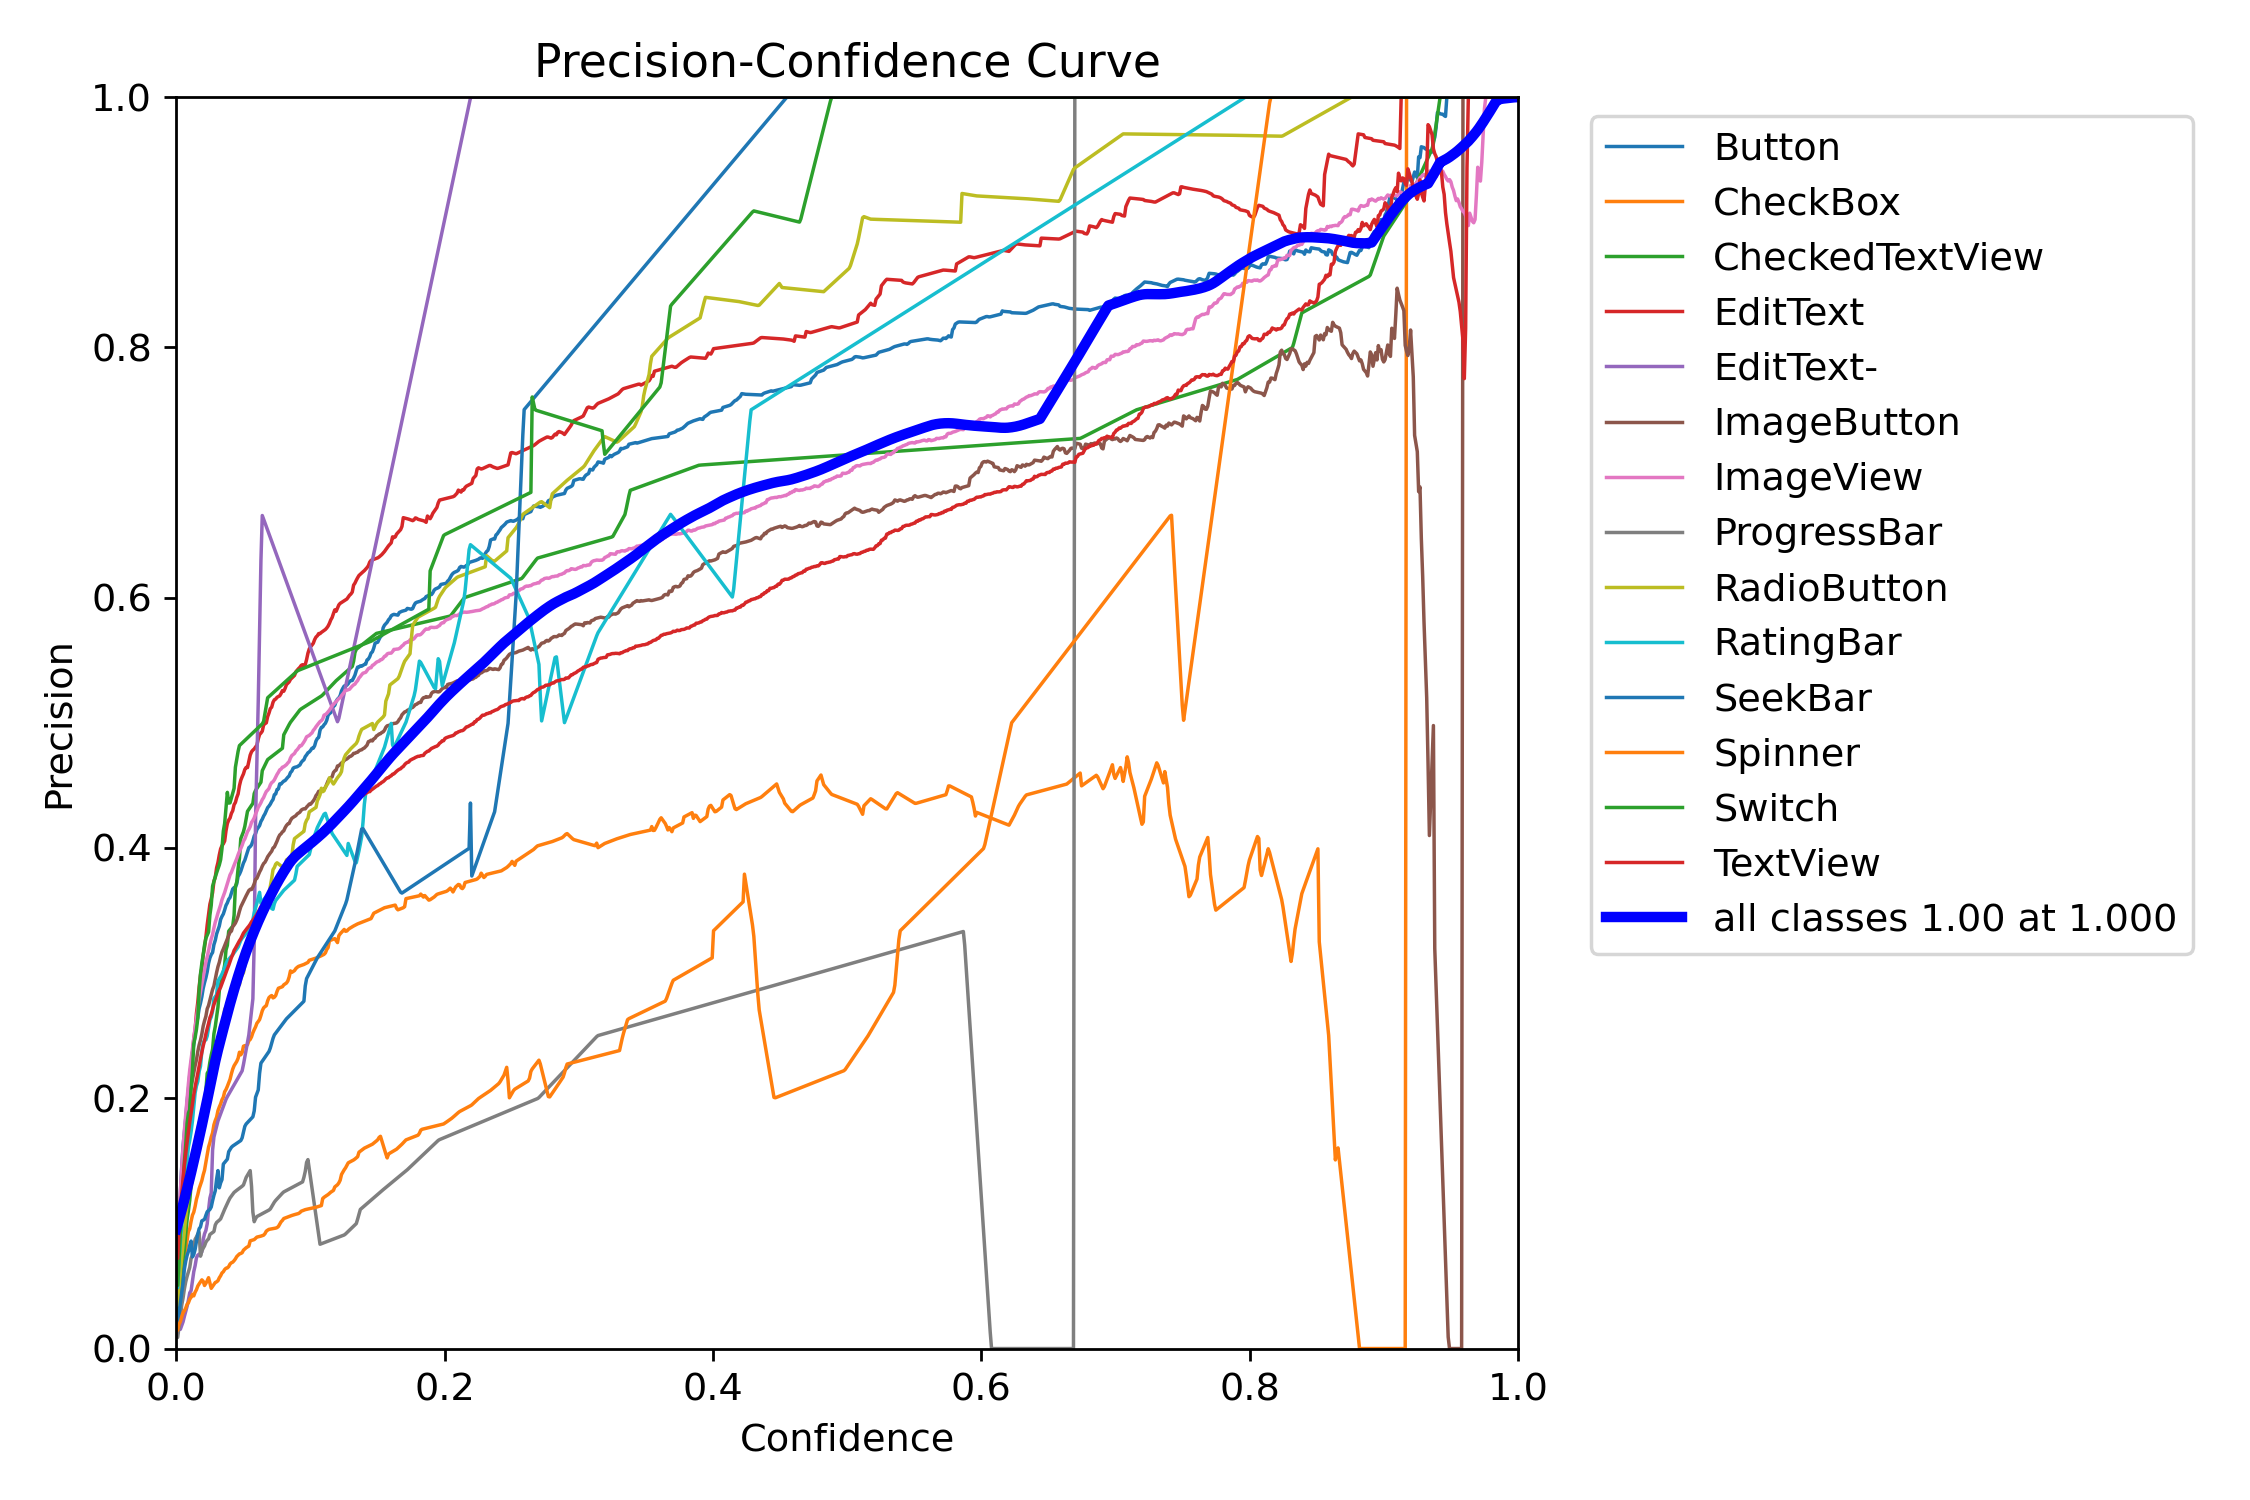 Precision-Confidence Curve
1.0
0.8
0.6
0.4
0.2
0.0
Precision
0.0 0.2 0.4 0.6 0.8 1.0
Confidence
Button
CheckBox
CheckedTextView
EditText
EditText-
ImageButton
ImageView
ProgressBar
RadioButton
RatingBar
SeekBar
Spinner
Switch
TextView
all classes 1.00 at 1.000